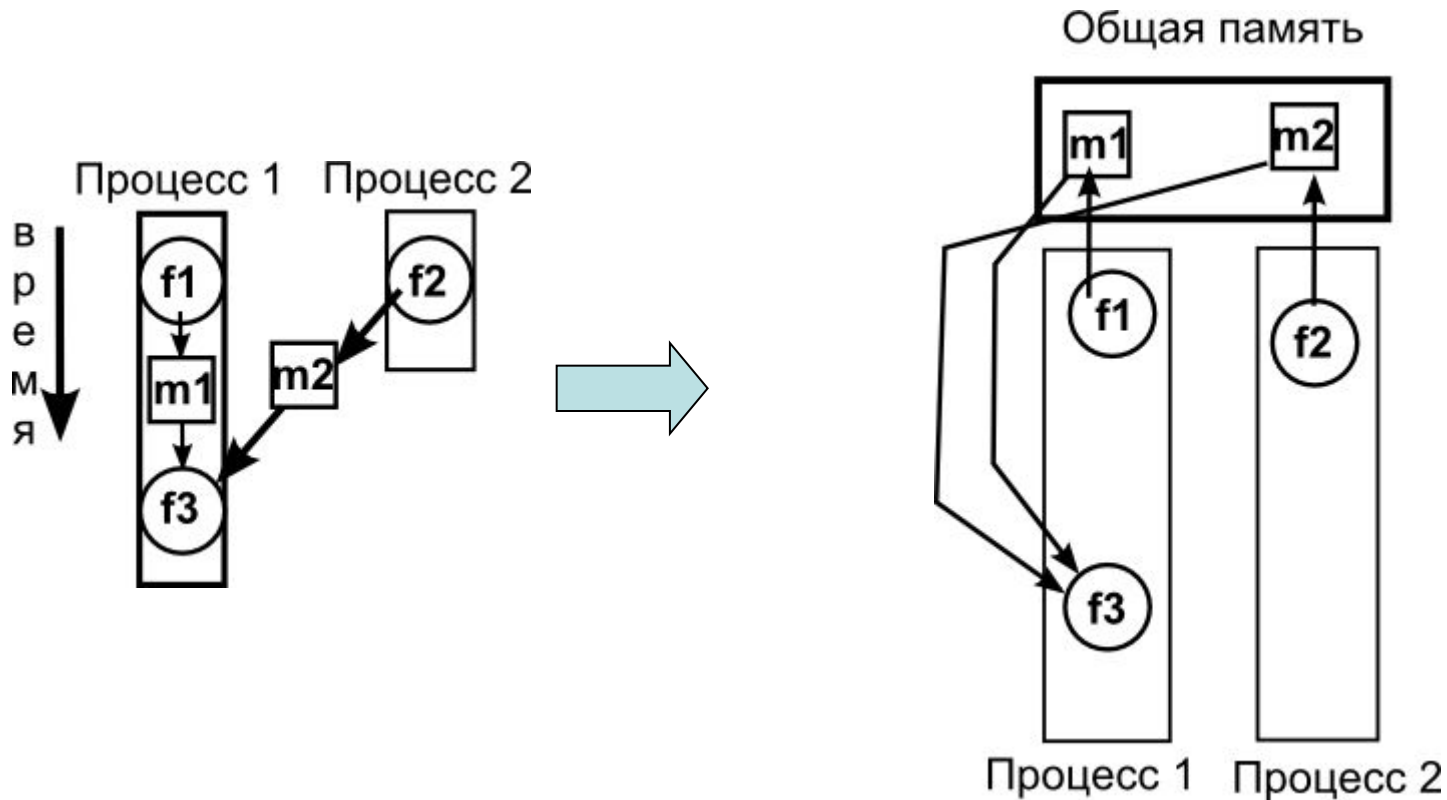 Процесс 1 Процесс 2
в
р
е
м
я
f1
f2
m1
m2
f3
Общая память
m1
m2
f1
f2
f3
Процесс 1 Процесс 2